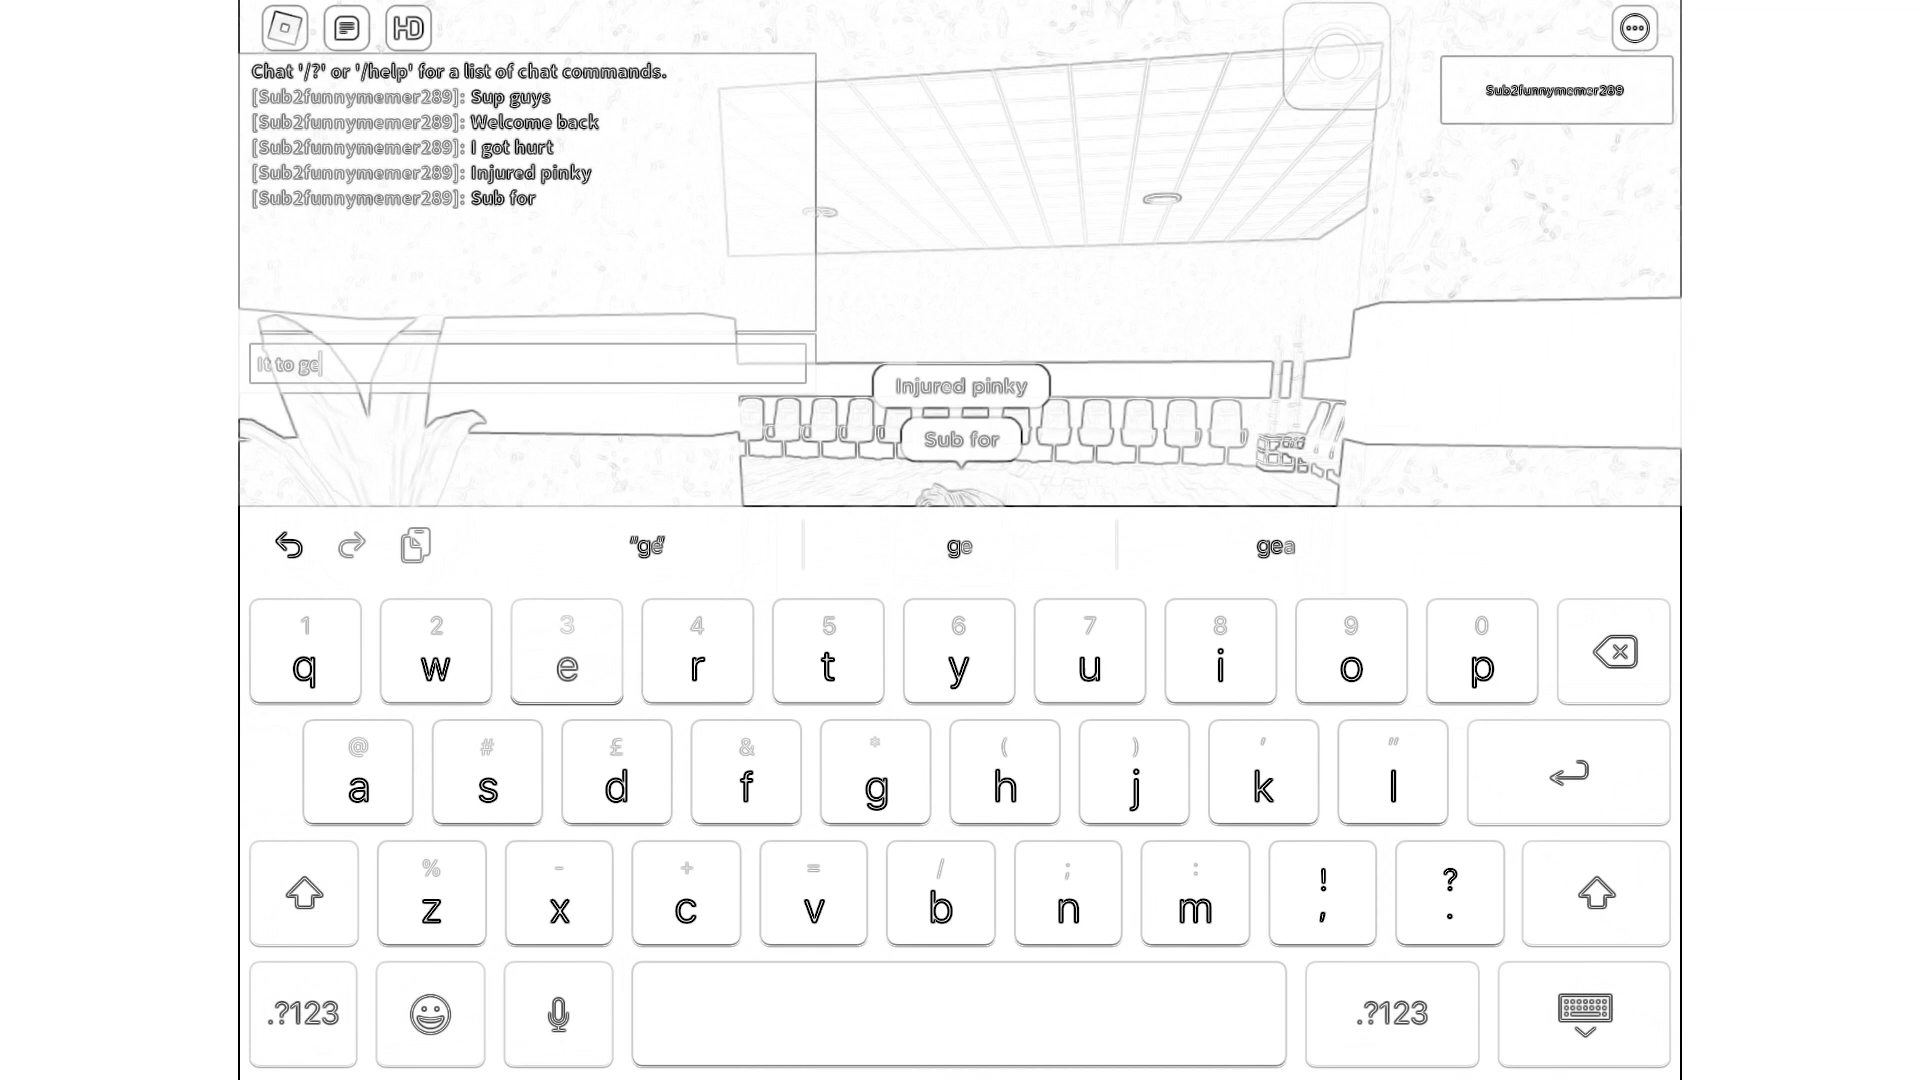 HD
Chat '/?' or '/help' for a list of chat commands.
[Sub2funnymemer289]: Sup guys
[Sub2funnymemer289]: Welcome back
[Sub2funnymemer289]: I got hurt
[Sub2funnymemer289]: Injured pinky
[Sub2funnymemer289]: Sub for
Sub2funnymemer289
It to ge
Injured pinky
Sub for
"ge" ge gea
1 2 3 4 5 6 7 8 9 0
q w e r t y u i o p
@ # £ & * ( ) ' "
a s d f g h j k l
% - + = / ; : ! ?
z x c v b n m , .
.?123 .?123